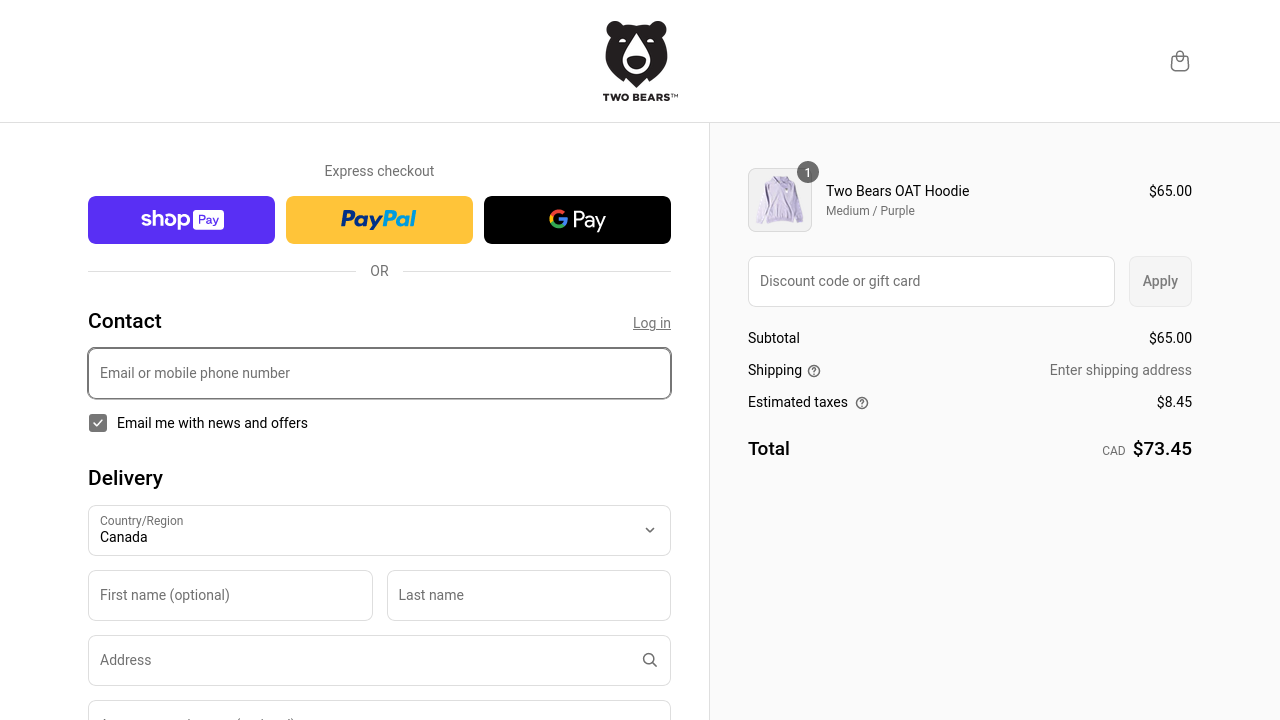 TWO BEARS™
Express checkout
shop Pay
PayPal
G Pay
OR
Contact
Log in
Email or mobile phone number
Email me with news and offers
Delivery
Country/Region
Canada
First name (optional)
Last name
Address
1
Two Bears OAT Hoodie
$65.00
Medium / Purple
Discount code or gift card
Apply
Subtotal
$65.00
Shipping
Enter shipping address
Estimated taxes
$8.45
Total
CAD $73.45